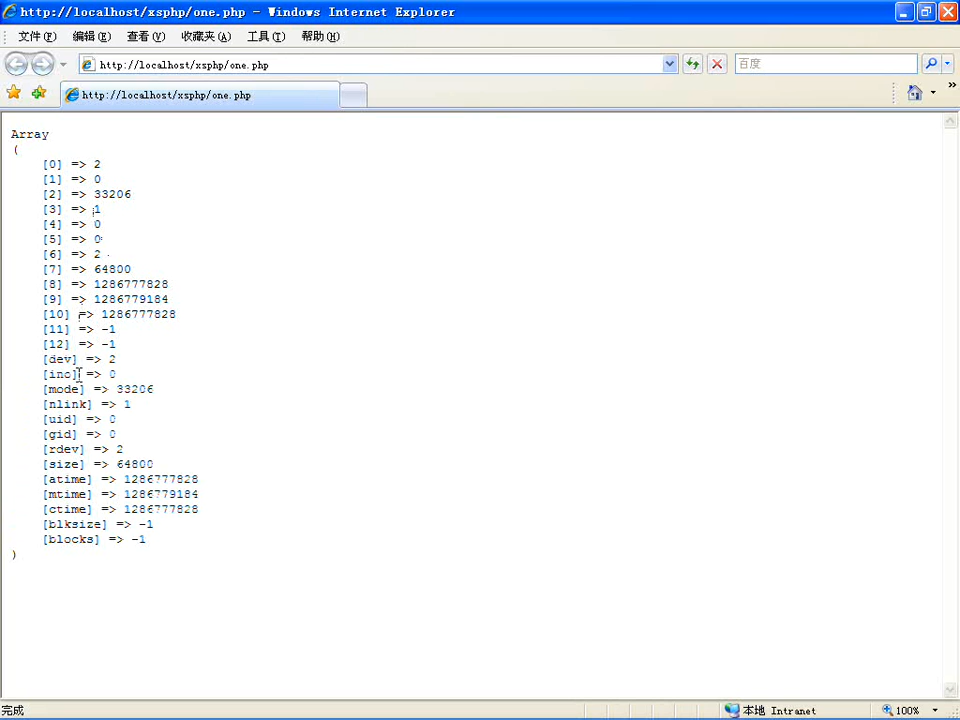 http://localhost/xsphp/one.php - Windows Internet Explorer
文件(F) 编辑(E) 查看(V) 收藏夹(A) 工具(T) 帮助(H)
http://localhost/xsphp/one.php 百度
http://localhost/xsphp/one.php
Array
(
[0] => 2
[1] => 0
[2] => 33206
[3] => 1
[4] => 0
[5] => 0
[6] => 2
[7] => 64800
[8] => 1286777828
[9] => 1286779184
[10] => 1286777828
[11] => -1
[12] => -1
[dev] => 2
[ino] => 0
[mode] => 33206
[nlink] => 1
[uid] => 0
[gid] => 0
[rdev] => 2
[size] => 64800
[atime] => 1286777828
[mtime] => 1286779184
[ctime] => 1286777828
[blksize] => -1
[blocks] => -1
)
完成 本地 Intranet 100%